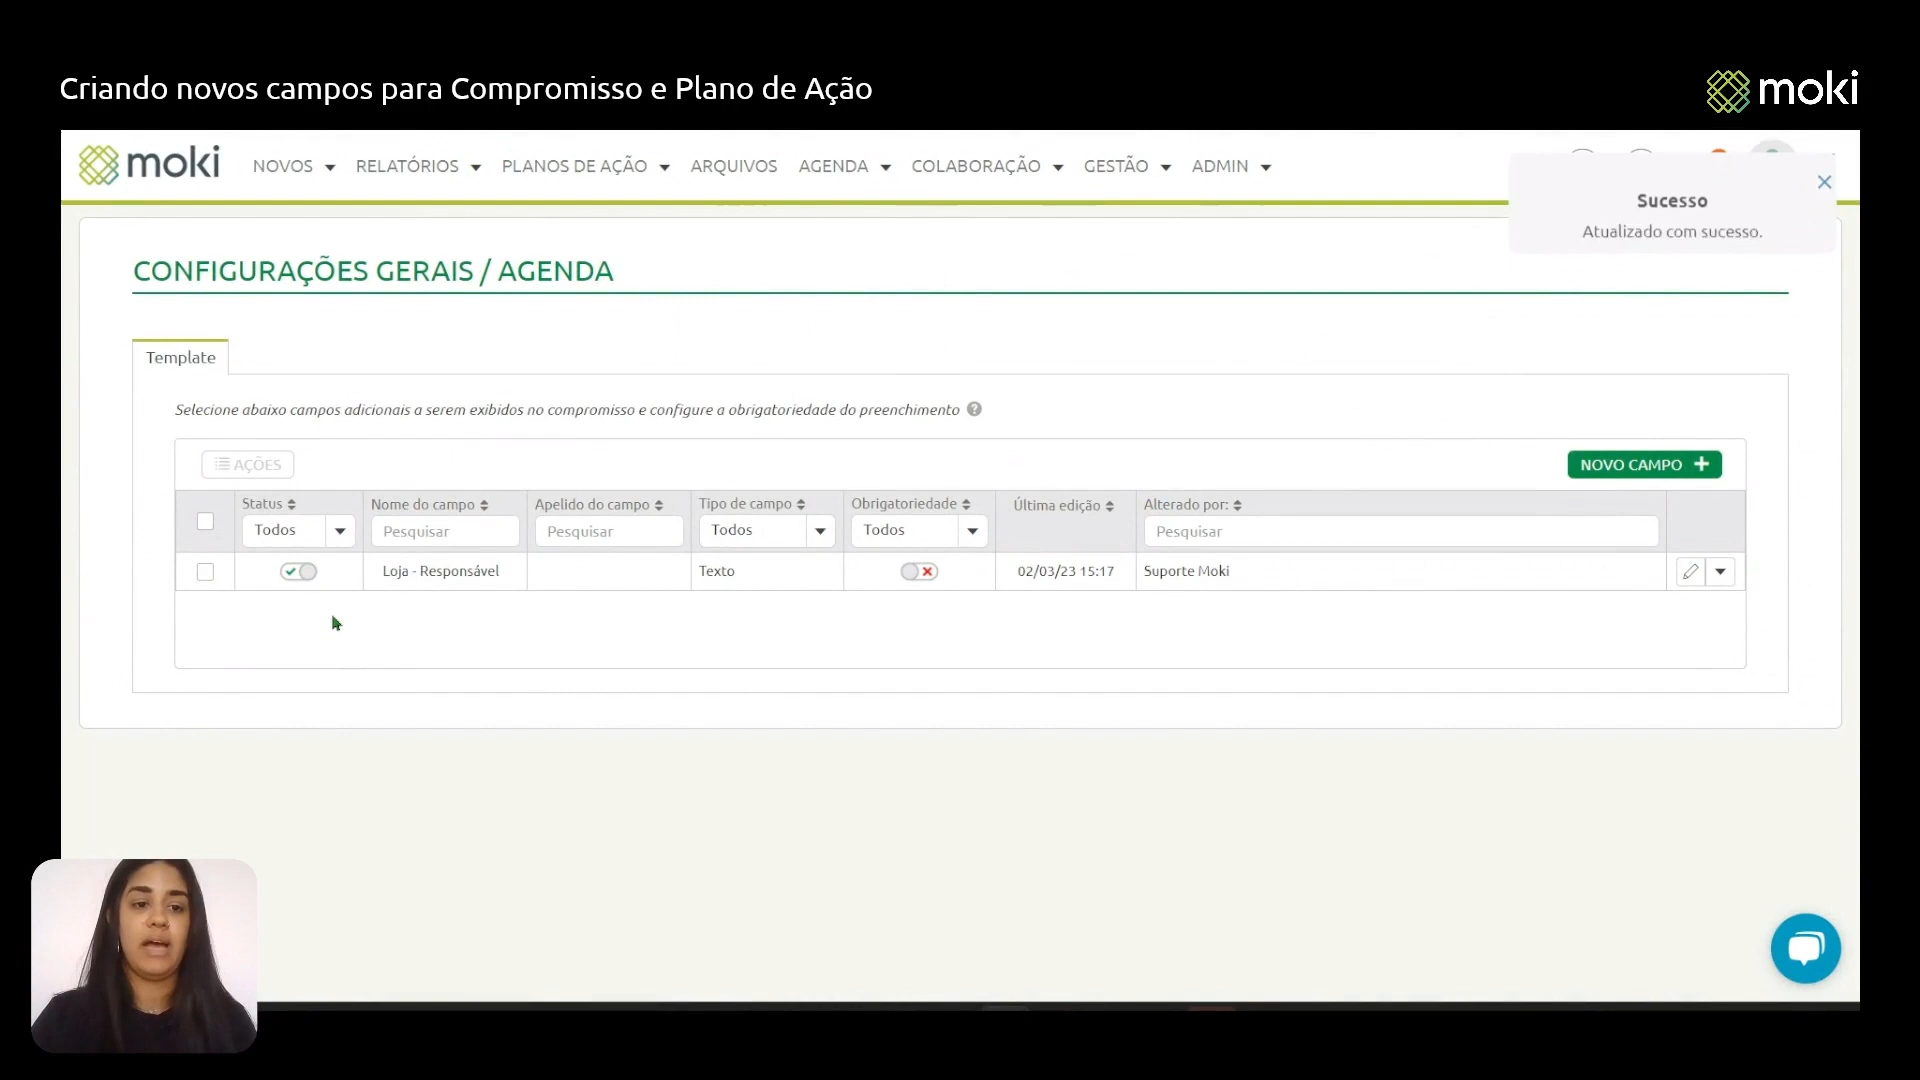 Criando novos campos para Compromisso e Plano de Ação
moki
moki
NOVOS
RELATÓRIOS
PLANOS DE AÇÃO
ARQUIVOS
AGENDA
COLABORAÇÃO
GESTÃO
ADMIN
Sucesso
Atualizado com sucesso.
CONFIGURAÇÕES GERAIS / AGENDA
Template
Selecione abaixo campos adicionais a serem exibidos no compromisso e configure a obrigatoriedade do preenchimento ?
AÇÕES
NOVO CAMPO +
Status
Nome do campo
Apelido do campo
Tipo de campo
Obrigatoriedade
Última edição
Alterado por:
Todos
Pesquisar
Pesquisar
Todos
Todos
Pesquisar
Loja - Responsável
Texto
02/03/23 15:17
Suporte Moki